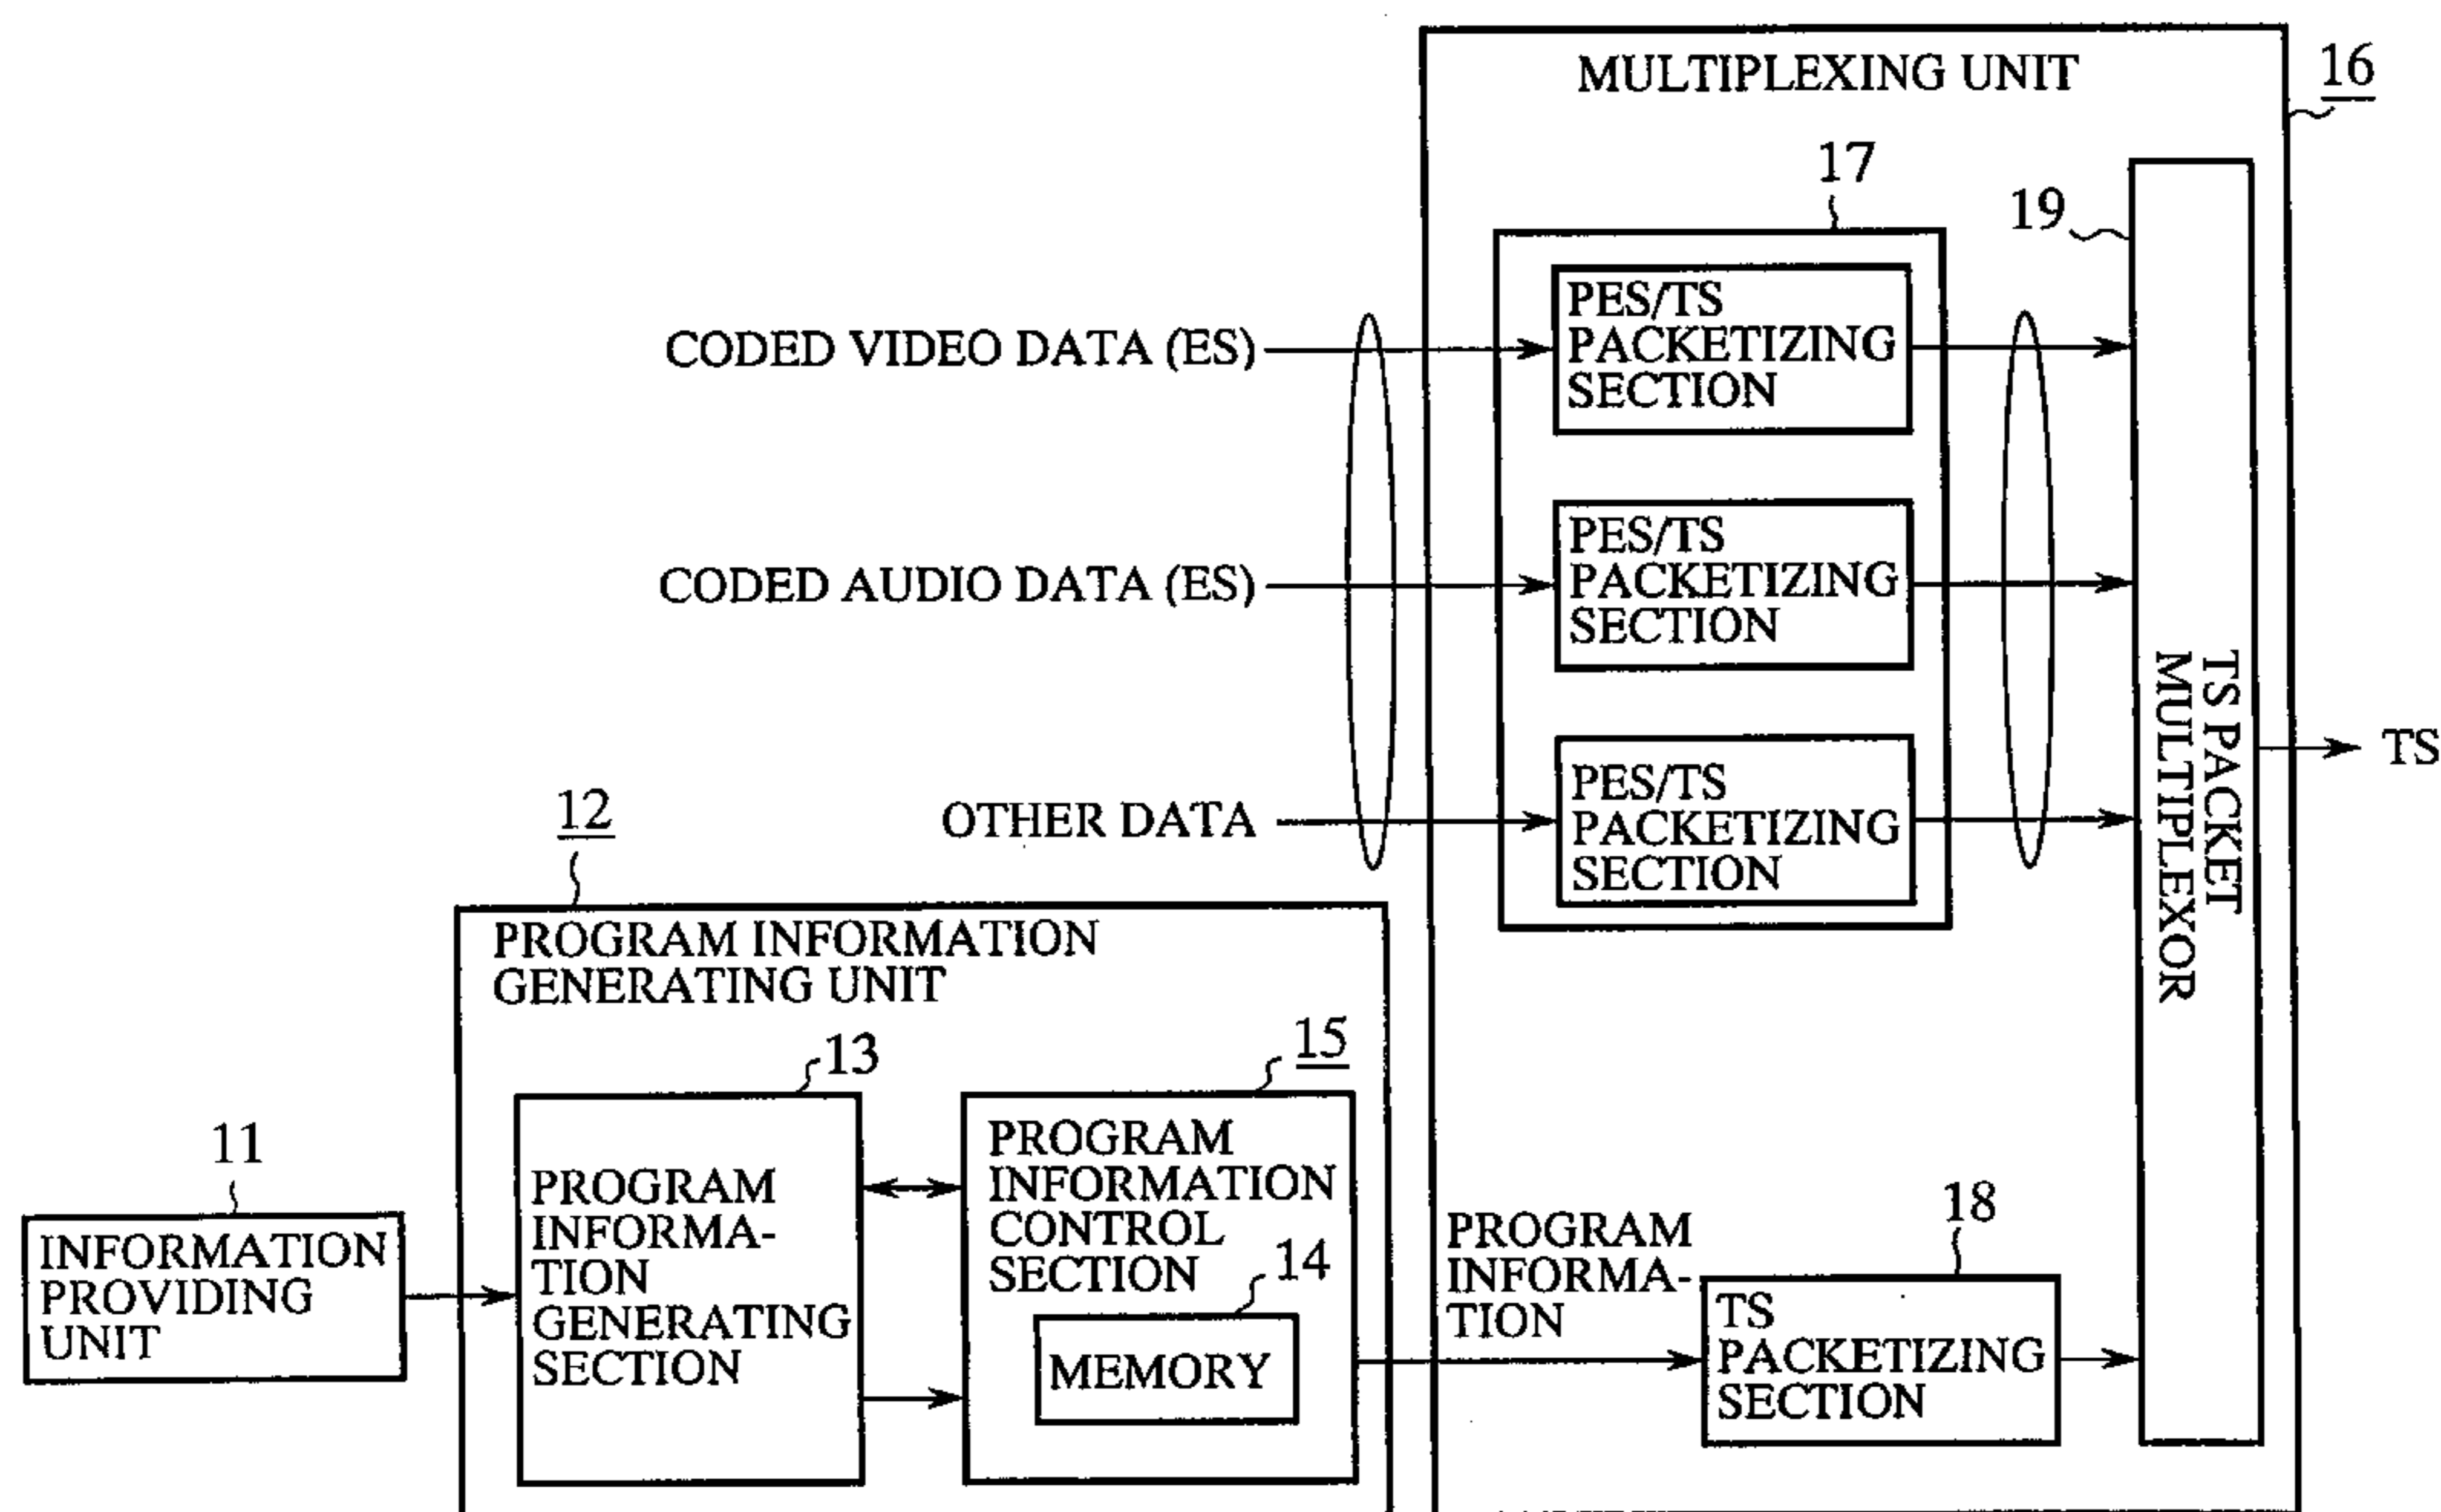 MULTIPLEXING UNIT
16
17
19
CODED VIDEO DATA (ES)
PES/TS
PACKETIZING
SECTION
CODED AUDIO DATA (ES)
PES/TS
PACKETIZING
SECTION
OTHER DATA
PES/TS
PACKETIZING
SECTION
TS PACKET
MULTIPLEXOR
TS
12
PROGRAM INFORMATION
GENERATING UNIT
13
15
11
INFORMATION
PROVIDING
UNIT
PROGRAM
INFORMA-
TION
GENERATING
SECTION
PROGRAM
INFORMATION
CONTROL
SECTION
14
MEMORY
PROGRAM
INFORMA-
TION
18
TS
PACKETIZING
SECTION